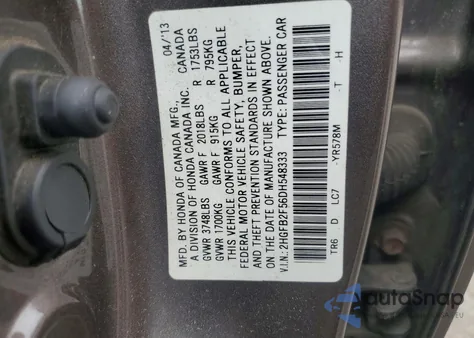 MFD. BY HONDA OF CANADA MFG., 04/13
A DIVISION OF HONDA CANADA INC. CANADA
GVWR 3748LBS GAWR F 2018LBS R 1753LBS
GVWR 1700KG GAWR F 915KG R 795KG
THIS VEHICLE CONFORMS TO ALL APPLICABLE
FEDERAL MOTOR VEHICLE SAFETY, BUMPER,
AND THEFT PREVENTION STANDARDS IN EFFECT
ON THE DATE OF MANUFACTURE SHOWN ABOVE.
V.I.N.: 2HGFB2F56DH548333 TYPE: PASSENGER CAR
TR6 D LC7 -YR578M -T -H
autaSnap